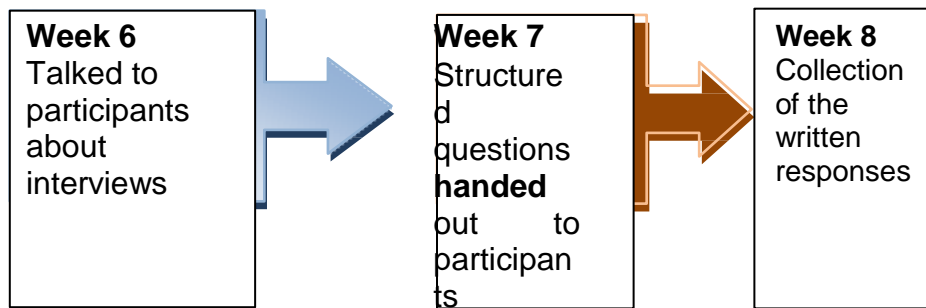 Week 6
Talked to
participants
about
interviews
Week 7
Structure
d
questions
handed
out to
participan
ts
Week 8
Collection
of the
written
responses